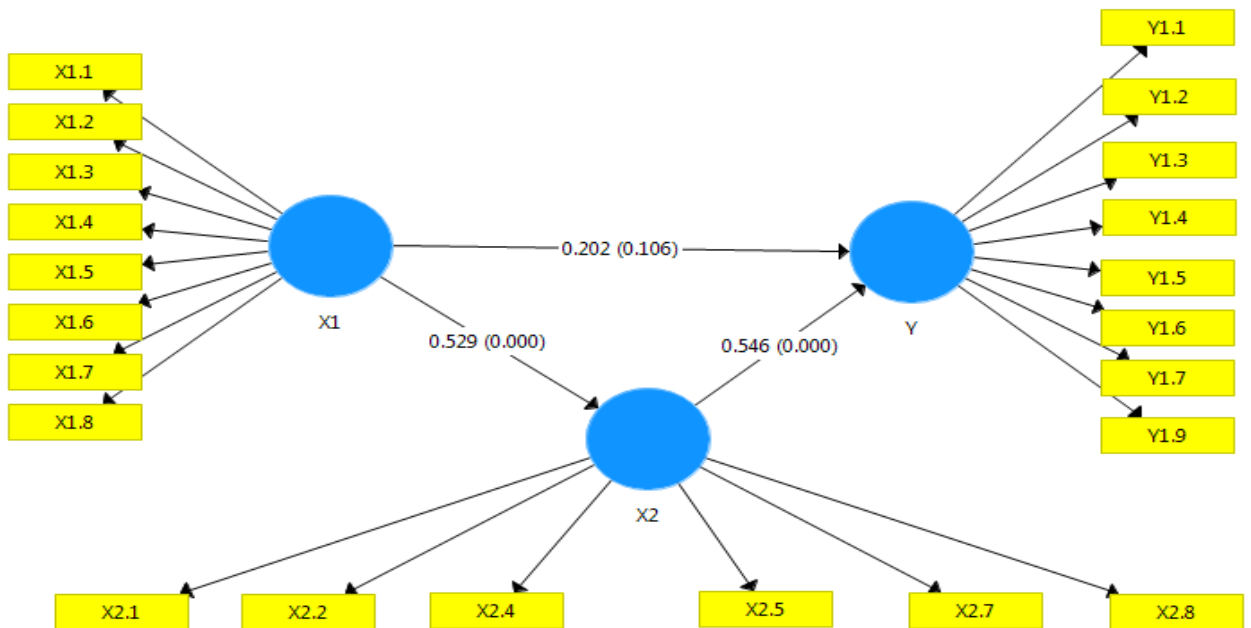 X1.1
X1.2
X1.3
X1.4
X1.5
X1.6
X1.7
X1.8
X1
0.202 (0.106)
0.529 (0.000)
0.546 (0.000)
Y
Y1.1
Y1.2
Y1.3
Y1.4
Y1.5
Y1.6
Y1.7
Y1.9
X2
X2.1
X2.2
X2.4
X2.5
X2.7
X2.8